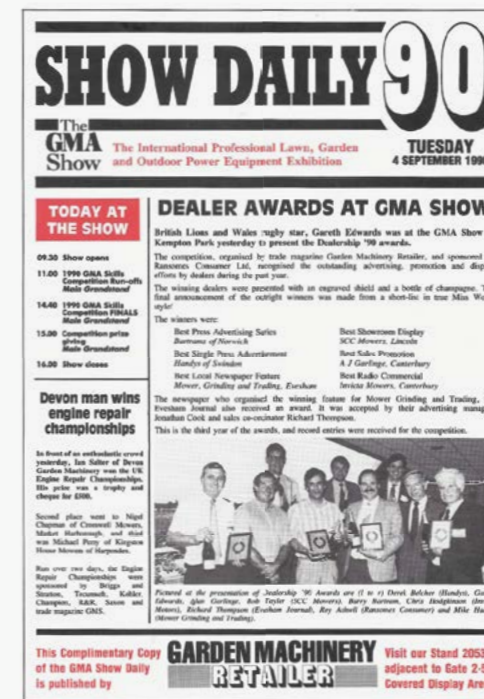 SHOW DAILY 90
The
GMA
Show
The International Professional Lawn, Garden
and Outdoor Power Equipment Exhibition
TUESDAY
4 SEPTEMBER 1990
TODAY AT
THE SHOW
09.30 Show opens
11.00 1990 GMA Skills
Competition Run-offs
Main Grandstand
14.40 1990 GMA Skills
Competition FINALS
Main Grandstand
15.00 Competition prize
giving
Main Grandstand
16.00 Show closes
Devon man wins
engine repair
championships
In front of an enthusiastic crowd
yesterday, Ian Salter of Devon
Garden Machinery won the UK
Engine Repair Championships.
His prize was a trophy and
cheque for £500.
Second place went to Nigel
Chapman of Cromwell Mowers,
Market Harborough, and third
was Michael Perry of Kingston
House Mowers of Harpenden.
Run over two days, the Engine
Repair Championships were
sponsored by Briggs and
Stratton, Tecumseh, Kohler,
Champion, R&R, Saxon and
trade magazine GMS.
DEALER AWARDS AT GMA SHOW
British Lions and Wales rugby star, Gareth Edwards was at the GMA Show
Kempton Park yesterday to present the Dealership '90 awards.
The competition, organised by trade magazine Garden Machinery Retailer, and sponsored
Ransomes Consumer Ltd, recognised the outstanding advertising, promotion and disp
efforts by dealers during the past year.
The winning dealers were presented with an engraved shield and a bottle of champagne. T
final announcement of the outright winners was made from a short-list in true Miss Wo
style!
The winners were:
Best Press Advertising Series
Bartrams of Norwich
Best Single Press Advertisement
Handys of Swindon
Best Local Newspaper Feature
Mower, Grinding and Trading, Evesham
Best Showroom Display
SCC Mowers, Lincoln
Best Sales Promotion
A J Garlinge, Canterbury
Best Radio Commercial
Invicta Mowers, Canterbury
The newspaper who organised the winning feature for Mower Grinding and Trading,
Evesham Journal also received an award. It was accepted by their advertising manag
Jonathan Cook and sales co-ordinator Richard Thompson.
This is the third year of the awards, and record entries were received for the competition.
Pictured at the presentation of Dealership '90 Awards are (l to r) Derek Belcher (Handys), Ga
Edwards, Garlinge, Bob Taylor (SCC Mowers), Barry Chris Hodgkinson
Richard Thompson (Evesham Journal), Roy (Ransomes Consumer) and Mike Ha
(Mower Grinding and Trading).
This Complimentary Copy
of the GMA Show Daily
is published by
GARDEN MACHINERY
RETAILER
Visit our Stand 2053
adjacent to Gate 2-5
Covered Display Are